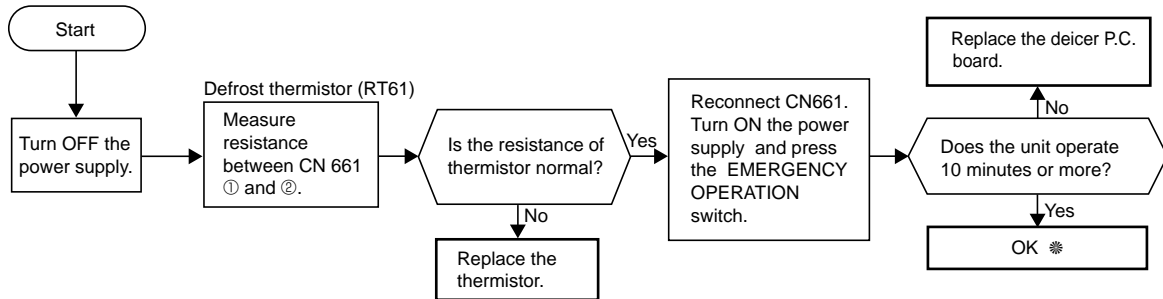 Start
Turn OFF the
power supply.
Defrost thermistor (RT61)
Measure
resistance
between CN 661
① and ②.
Is the resistance of
thermistor normal?
Yes
No
Replace the
thermistor.
Reconnect CN661.
Turn ON the power
supply and press
the EMERGENCY
OPERATION
switch.
Replace the deicer P.C.
board.
No
Does the unit operate
10 minutes or more?
Yes
OK ❋